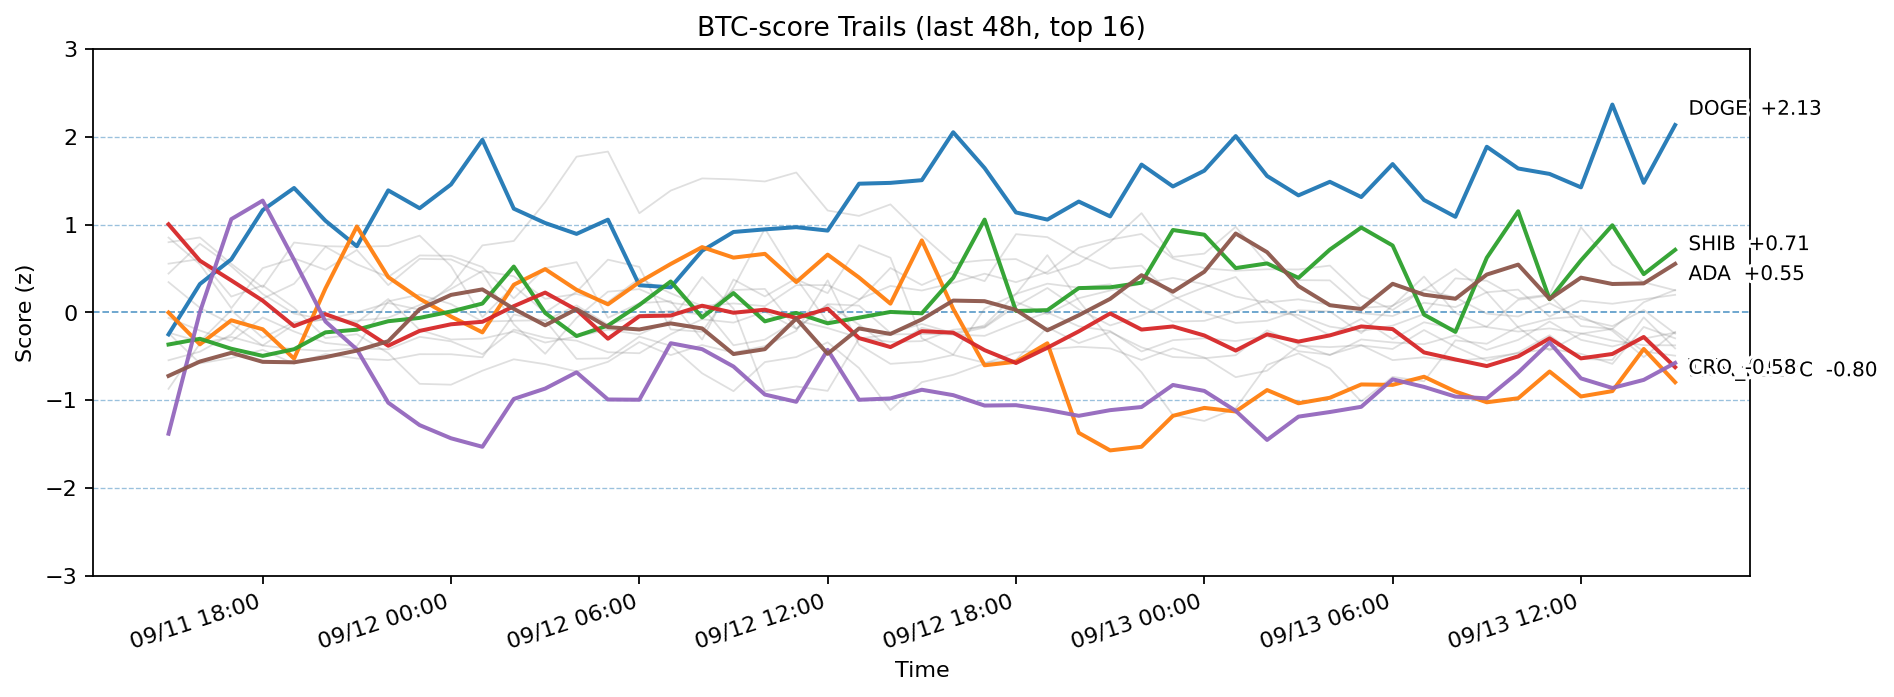 BTC-score Trails (last 48h, top 16)
Score (z)
3
2
1
0
−1
−2
−3
DOGE +2.13
SHIB +0.71
ADA +0.55
CRO -0.58
C -0.80
09/11 18:00
09/12 00:00
09/12 06:00
09/12 12:00
09/12 18:00
09/13 00:00
09/13 06:00
09/13 12:00
Time